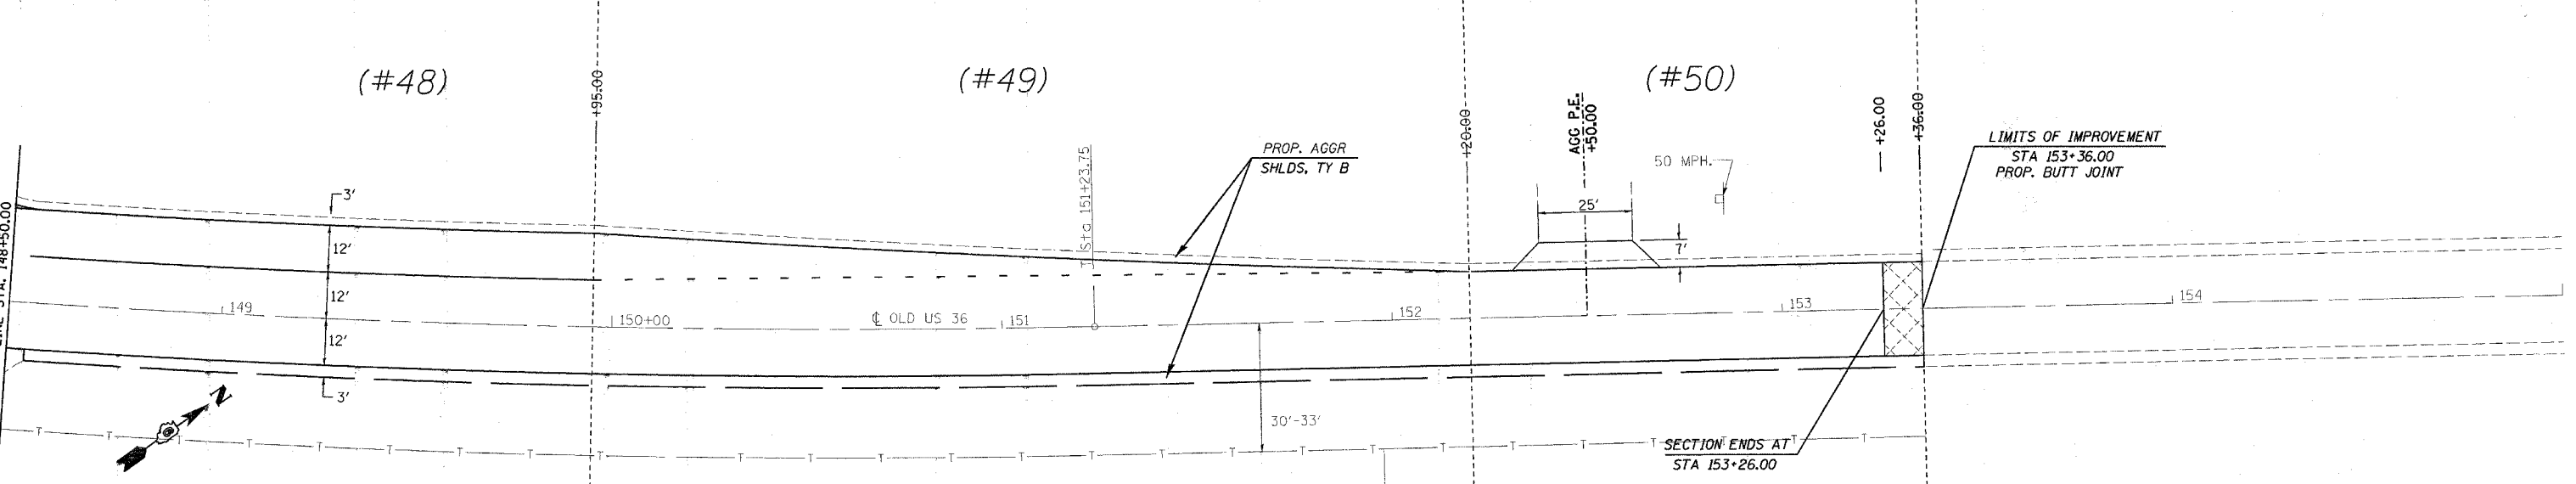 (#48)
(#49)
(#50)
+95.00
+20.00
AGG P.E.
+50.00
+26.00
+36.00
50 MPH.
LIMITS OF IMPROVEMENT
STA 153+36.00
PROP. BUTT JOINT
PROP. AGGR
SHLDS, TY B
Sta 151+23.75
STA. 148+50.00
3'
12'
12'
12'
3'
25'
7'
149
150+00
℄ OLD US 36
151
152
153
154
30'-33'
N
T T T T T T T T T T T T T T T T T T T T T T T T T T
SECTION ENDS AT
STA 153+26.00